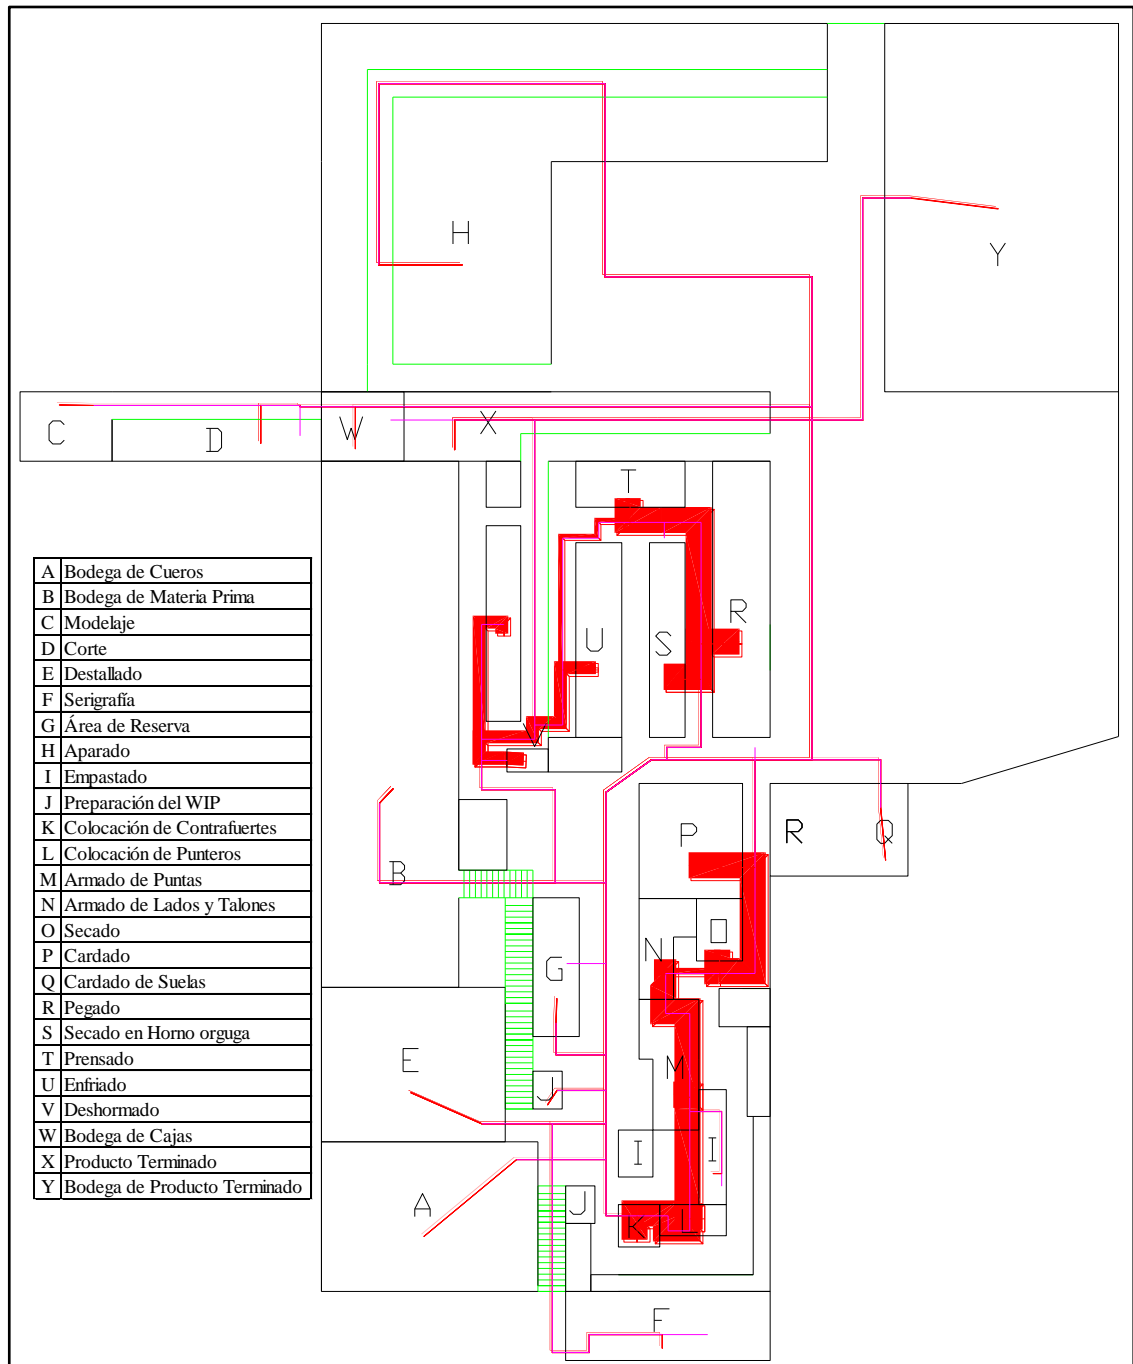 H
Y
C
D
W
X
T
A Bodega de Cueros
B Bodega de Materia Prima
C Modelaje
D Corte
E Destallado
F Serigrafía
G Área de Reserva
H Aparado
I Empastado
J Preparación del WIP
K Colocación de Contrafuertes
L Colocación de Punteros
M Armado de Puntas
N Armado de Lados y Talones
O Secado
P Cardado
Q Cardado de Suelas
R Pegado
S Secado en Horno orguga
T Prensado
U Enfriado
V Deshormado
W Bodega de Cajas
X Producto Terminado
Y Bodega de Producto Terminado
U
S
R
V
P
R
Q
B
O
N
G
E
J
M
I
I
A
J
K
L
F